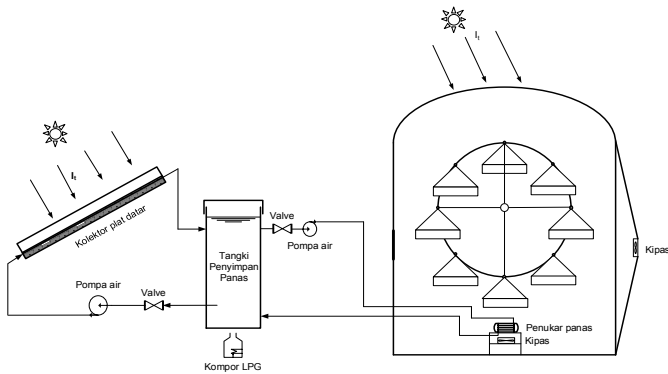 I_t
I_t
Kolektor plat datar
Pompa air
Valve
Tangki
Penyimpan
Panas
Kompor LPG
Valve
Pompa air
Kipas
Penukar panas
Kipas